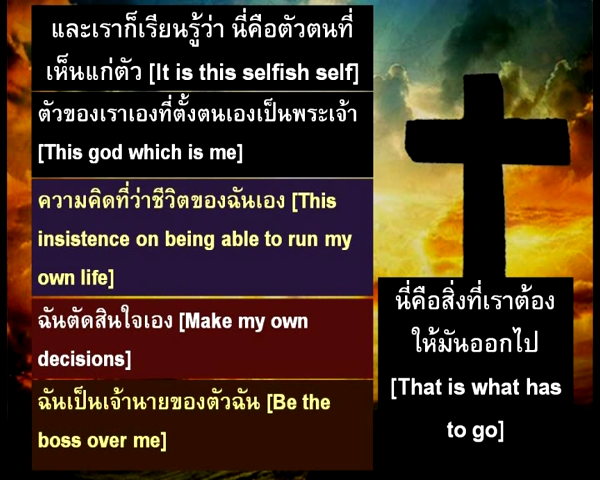 และเราก็เรียนรู้ว่า นี่คือตัวตนที่
เห็นแก่ตัว [It is this selfish self]
ตัวของเราเองที่ตั้งตนเองเป็นพระเจ้า
[This god which is me]
ความคิดที่ว่าชีวิตของฉันเอง [This
insistence on being able to run my
own life]
ฉันตัดสินใจเอง [Make my own
decisions]
ฉันเป็นเจ้านายของตัวฉัน [Be the
boss over me]
นี่คือสิ่งที่เราต้อง
ให้มันออกไป
[That is what has
to go]